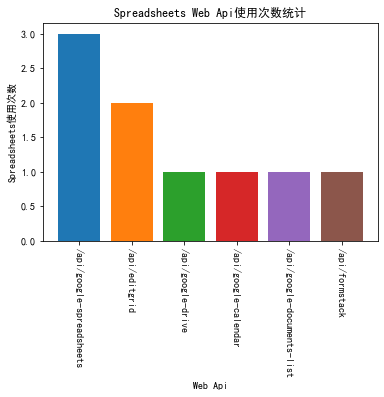 Spreadsheets Web Api使用次数统计
Spreadsheets使用次数
3.0
2.5
2.0
1.5
1.0
0.5
0.0
/api/google-spreadsheets
/api/editgrid
/api/google-drive
/api/google-calendar
/api/google-documents-list
/api/formstack
Web Api